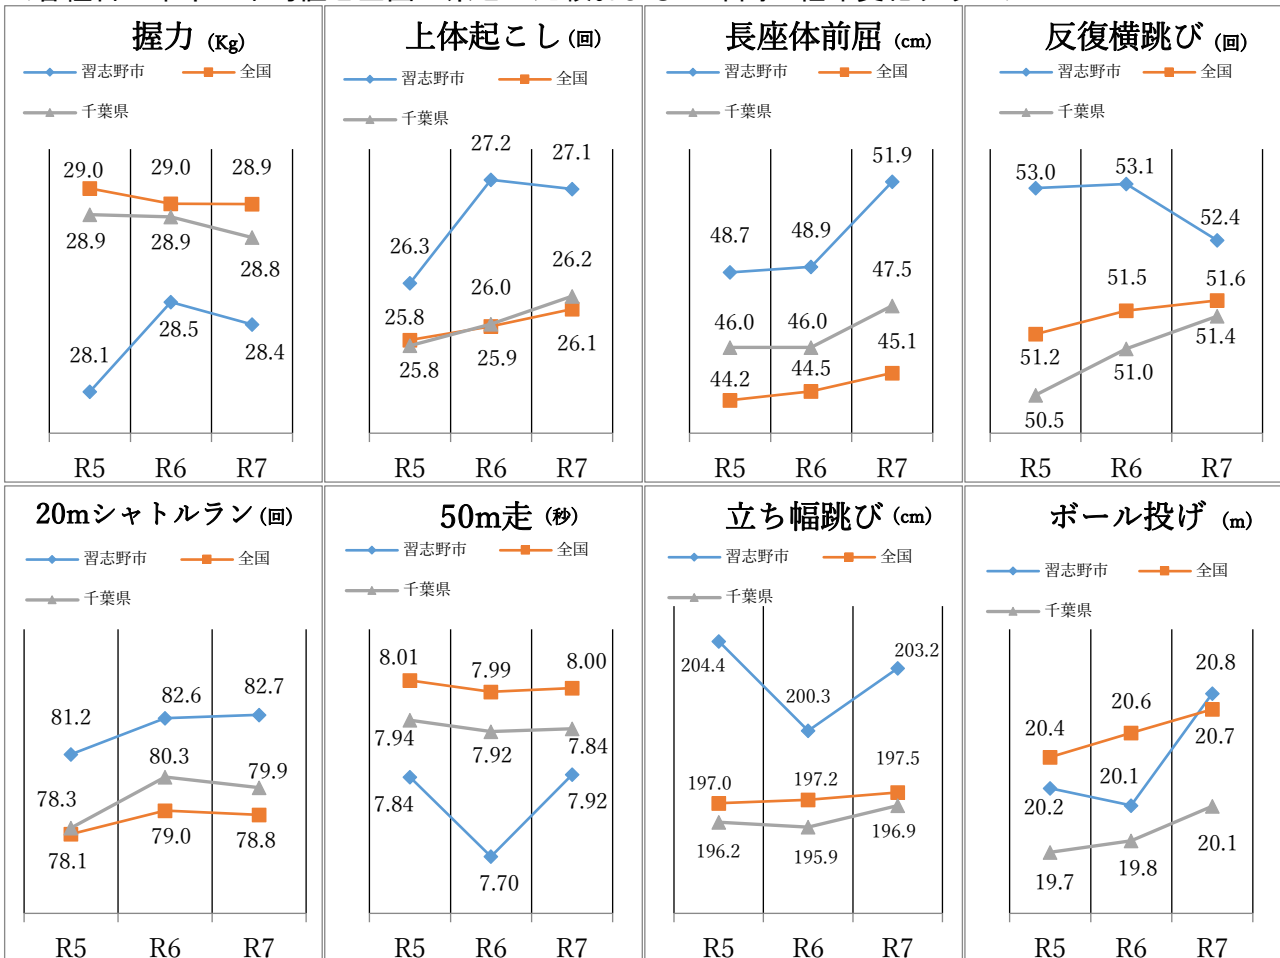 握力 (Kg)
習志野市 全国
千葉県
29.0 29.0 28.9
28.9 28.9 28.8
28.1 28.5 28.4
R5 R6 R7
上体起こし (回)
習志野市 全国
千葉県
27.2 27.1
26.3
26.2
25.8 26.0
25.8 25.9 26.1
R5 R6 R7
長座体前屈 (cm)
習志野市 全国
千葉県
51.9
48.7 48.9
47.5
46.0 46.0
44.2 44.5 45.1
R5 R6 R7
反復横跳び (回)
習志野市 全国
千葉県
53.0 53.1
52.4
51.5 51.6
51.2 51.4
50.5 51.0
R5 R6 R7
20mシャトルラン (回)
習志野市 全国
千葉県
81.2 82.6 82.7
78.3 80.3 79.9
78.1 79.0 78.8
R5 R6 R7
50m走 (秒)
習志野市 全国
千葉県
8.01 7.99 8.00
7.94 7.92 7.84
7.84 7.92
7.70
R5 R6 R7
立ち幅跳び (cm)
習志野市 全国
千葉県
204.4 200.3 203.2
197.0 197.2 197.5
196.2 195.9 196.9
R5 R6 R7
ボール投げ (m)
習志野市 全国
千葉県
20.8
20.4 20.6
20.2 20.1 20.7
19.7 19.8 20.1
R5 R6 R7